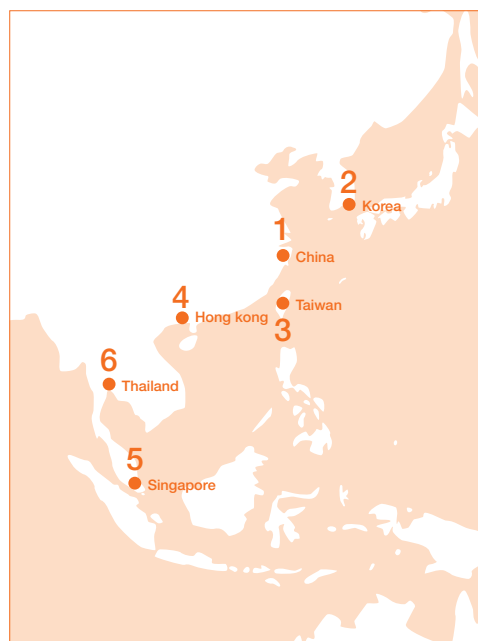 2
Korea
1
China
Taiwan
3
4
Hong kong
6
Thailand
5
Singapore